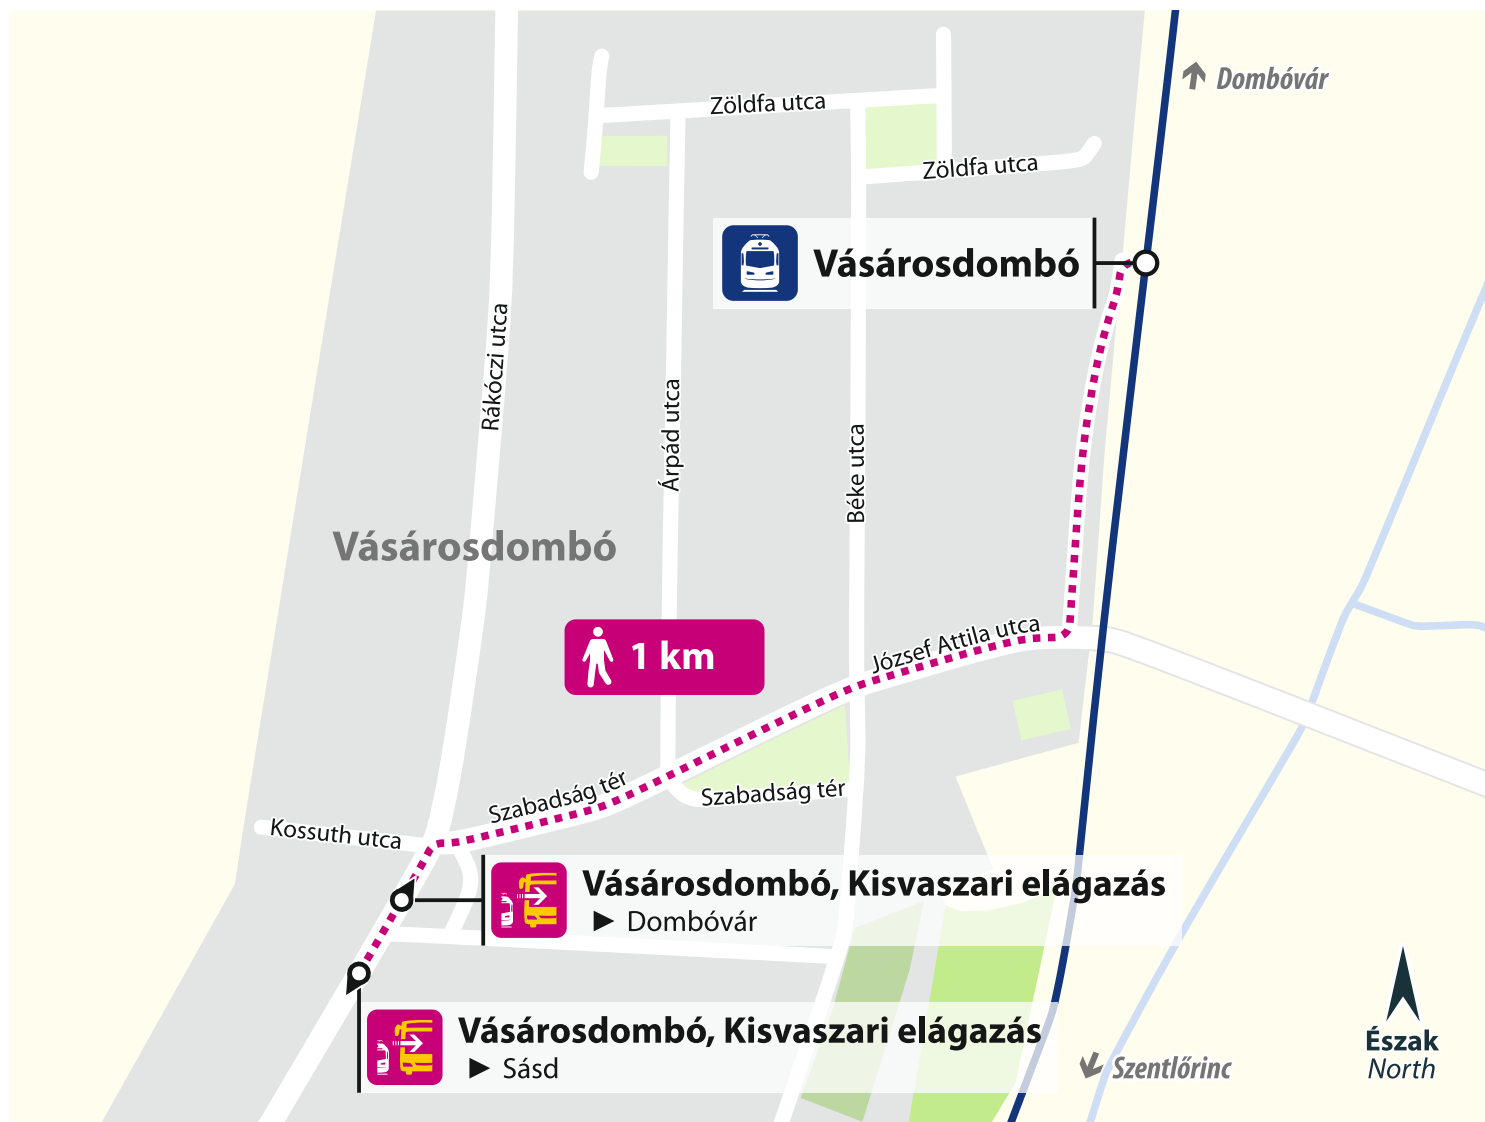 Dombóvár
Zöldfa utca
Zöldfa utca
Vásárosdombó
Rákóczi utca
Árpád utca
Béke utca
Vásárosdombó
1 km
József Attila utca
Szabadság tér
Szabadság tér
Kossuth utca
Vásárosdombó, Kisvaszari elágazás
► Dombóvár
Vásárosdombó, Kisvaszari elágazás
► Sásd
Szentlőrinc
Észak
North